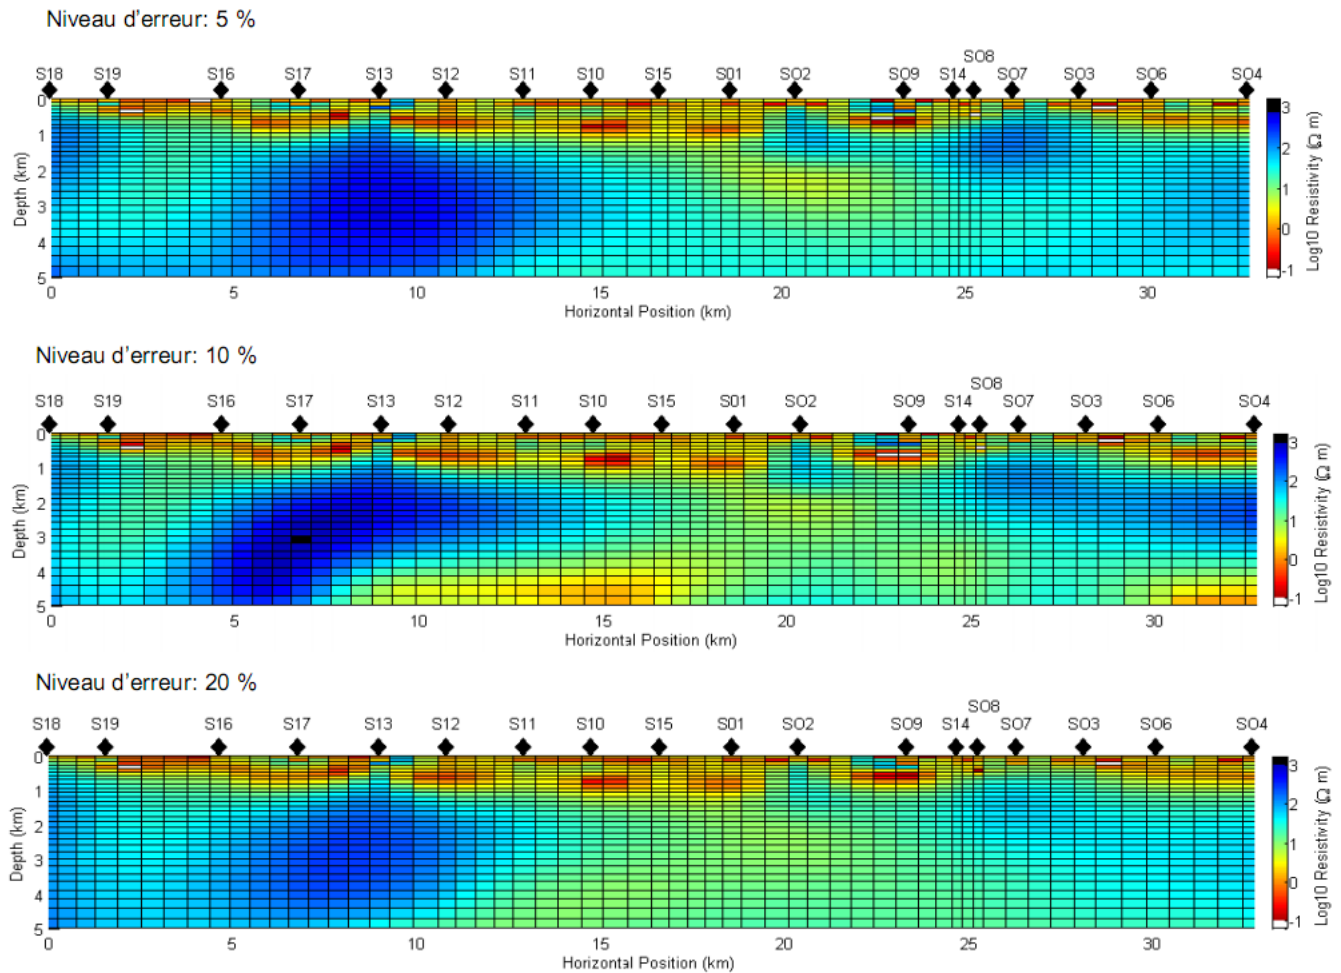 Niveau d'erreur: 5 %
SO8
S18 S19 S16 S17 S13 S12 S11 S10 S15 S01 SO2 SO9 S14 SO7 SO3 SO6 SO4
0
1
2
3
4
5
Depth (km)
0 5 10 15 20 25 30
Horizontal Position (km)
3
2
1
0
-1
Log10 Resistivity (Ω m)
Niveau d'erreur: 10 %
SO8
S18 S19 S16 S17 S13 S12 S11 S10 S15 S01 SO2 SO9 S14 SO7 SO3 SO6 SO4
0
1
2
3
4
5
Depth (km)
0 5 10 15 20 25 30
Horizontal Position (km)
3
2
1
0
-1
Log10 Resistivity (Ω m)
Niveau d'erreur: 20 %
SO8
S18 S19 S16 S17 S13 S12 S11 S10 S15 S01 SO2 SO9 S14 SO7 SO3 SO6 SO4
0
1
2
3
4
5
Depth (km)
0 5 10 15 20 25 30
Horizontal Position (km)
3
2
1
0
-1
Log10 Resistivity (Ω m)